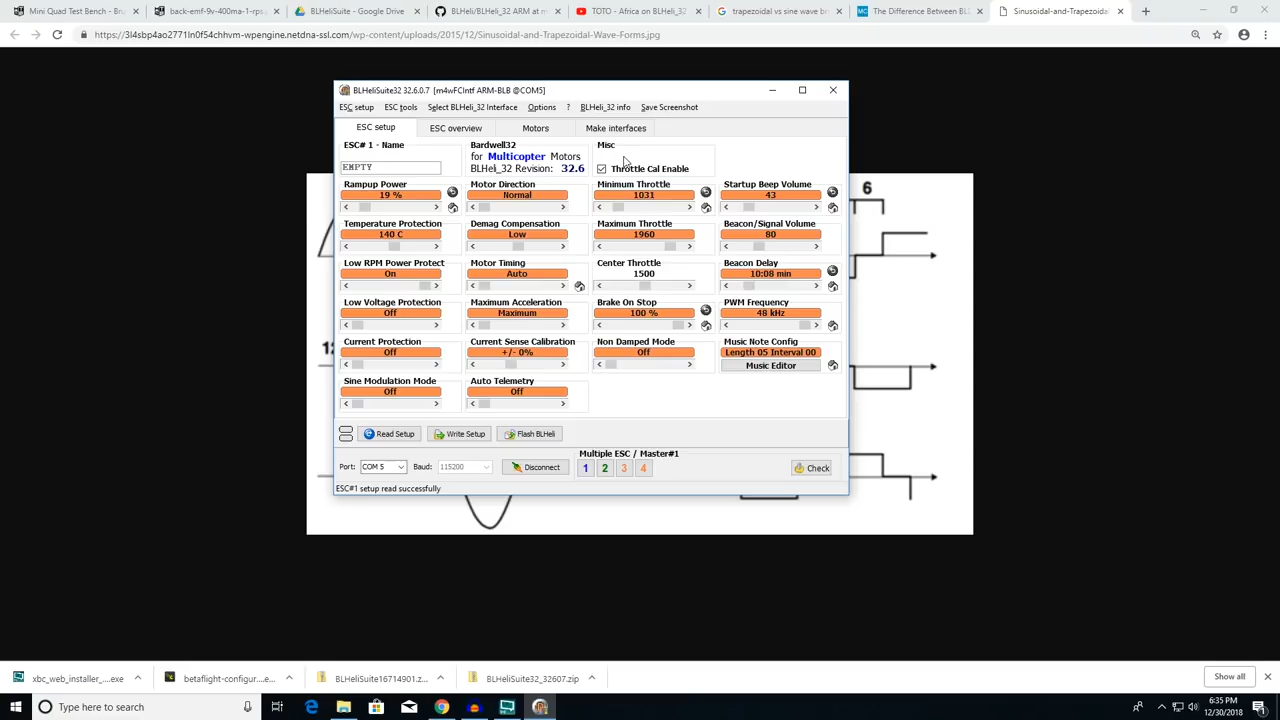 Mini Quad Test Bench - Bru
back-emf-9v-400ma-1-rps
BLHeliSuite - Google Drive
BLHeli/BLHeli_32 ARM at m
TOTO - Africa on BLHeli_32
trapezoidal vs sine wave br
The Difference Between BL
Sinusoidal-and-Trapezoidal
https://3l4sbp4ao2771ln0f54chhvm-wpengine.netdna-ssl.com/wp-content/uploads/2015/12/Sinusoidal-and-Trapezoidal-Wave-Forms.jpg
BLHeliSuite32 32.6.0.7 [m4wFCIntf ARM-BLB @COM5]
ESC setup ESC tools Select BLHeli_32 Interface Options ? BLHeli_32 info Save Screenshot
ESC setup ESC overview Motors Make interfaces
ESC# 1 - Name
EMPTY
Bardwell32
for Multicopter Motors
BLHeli_32 Revision: 32.6
Misc
Throttle Cal Enable
Rampup Power
19 %
Motor Direction
Normal
Minimum Throttle
1031
Startup Beep Volume
43
Temperature Protection
140 C
Demag Compensation
Low
Maximum Throttle
1960
Beacon/Signal Volume
80
Low RPM Power Protect
On
Motor Timing
Auto
Center Throttle
1500
Beacon Delay
10:08 min
Low Voltage Protection
Off
Maximum Acceleration
Maximum
Brake On Stop
100 %
PWM Frequency
48 kHz
Current Protection
Off
Current Sense Calibration
+/- 0%
Non Damped Mode
Off
Music Note Config
Length 05 Interval 00
Music Editor
Sine Modulation Mode
Off
Auto Telemetry
Off
Read Setup Write Setup Flash BLHeli
Multiple ESC / Master#1
Port: COM 5 Baud: 115200 Disconnect 1 2 3 4 Check
ESC#1 setup read successfully
6
12
xbc_web_installer_....exe
betaflight-configur....e...
BLHeliSuite16714901.z...
BLHeliSuite32_32607.zip
Show all
Type here to search
6:35 PM
12/30/2018